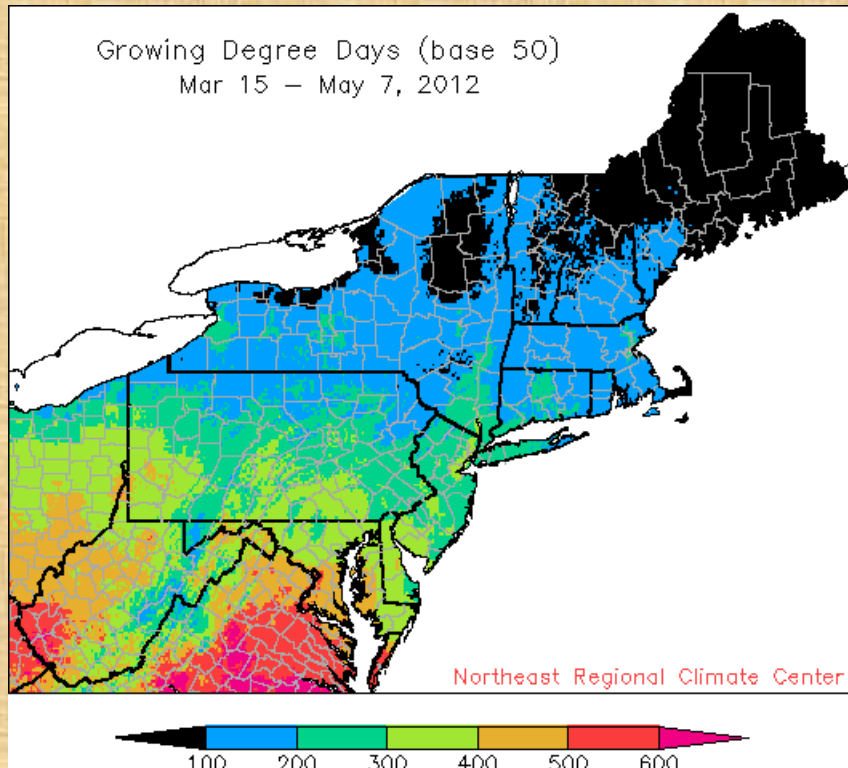 Growing Degree Days (base 50)
Mar 15 – May 7, 2012
Northeast Regional Climate Center
100 200 300 400 500 600